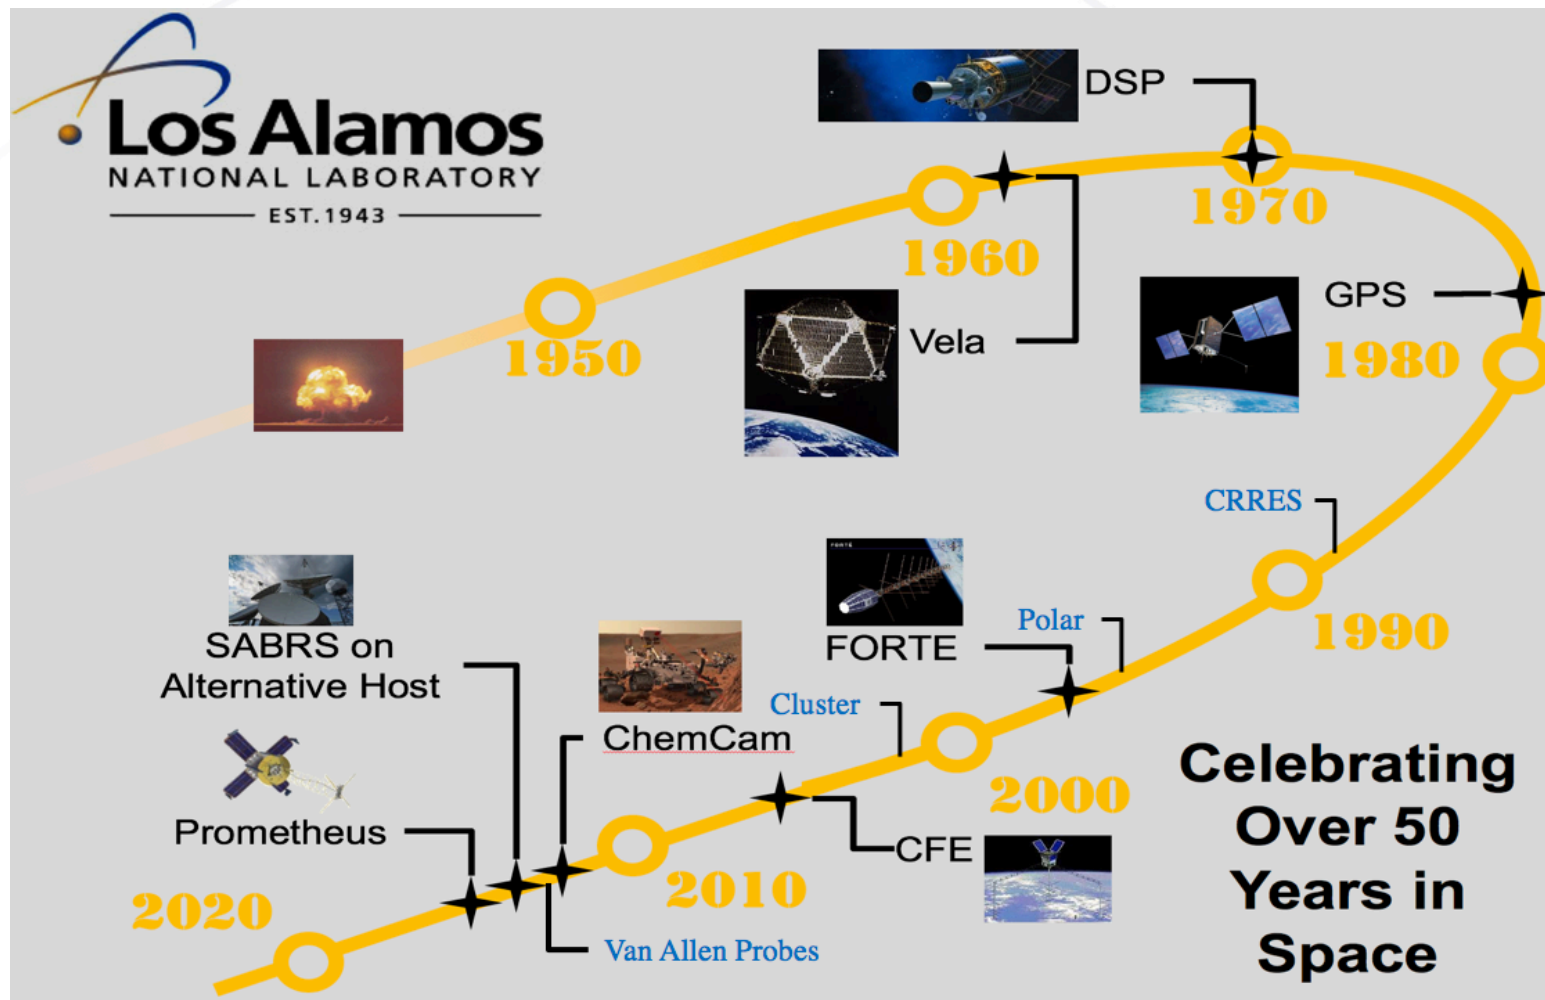 Los Alamos
NATIONAL LABORATORY
EST.1943
DSP
1970
1960
1950
Vela
GPS
1980
CRRES
1990
FORTE
FORTE
Polar
SABRS on
Alternative Host
ChemCam
Cluster
2000
Prometheus
CFE
2010
2020
Van Allen Probes
Celebrating
Over 50
Years in
Space